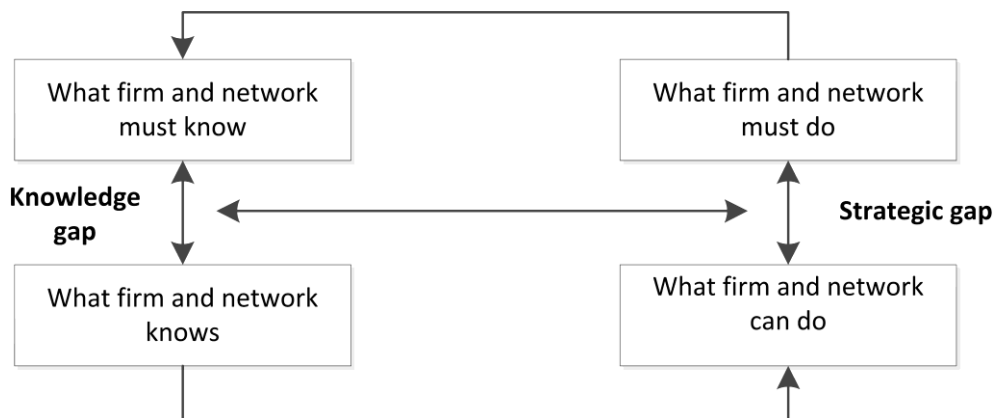 What firm and network
must know
What firm and network
must do
Knowledge
gap
Strategic gap
What firm and network
knows
What firm and network
can do